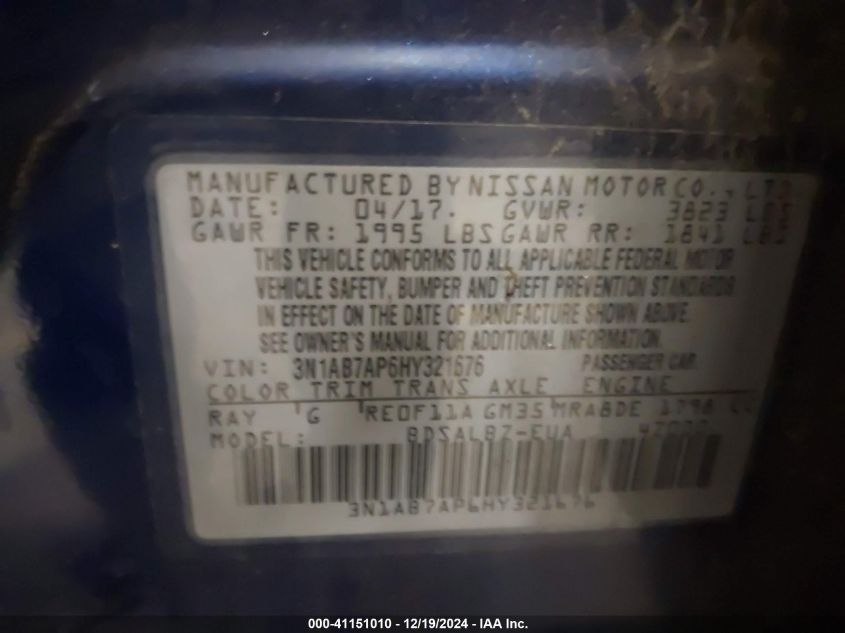 MANUFACTURED BY NISSAN MOTOR CO., LTD
DATE: 04/17. GVWR: 3823 LBS
GAWR FR: 1995 LBS GAWR RR: 1841 LBS
THIS VEHICLE CONFORMS TO ALL APPLICABLE FEDERAL MOTOR
VEHICLE SAFETY, BUMPER AND THEFT PREVENTION STANDARDS
IN EFFECT ON THE DATE OF MANUFACTURE SHOWN ABOVE.
SEE OWNER'S MANUAL FOR ADDITIONAL INFORMATION.
VIN: 3N1AB7AP6HY321676 PASSENGER CAR
COLOR TRIM TRANS AXLE ENGINE
RAY 'G 'RE0F11A GM35 'MRA8DE 1798 CC
MODEL:
3N1AB7AP6HY321676
000-41151010 - 12/19/2024 - IAA Inc.